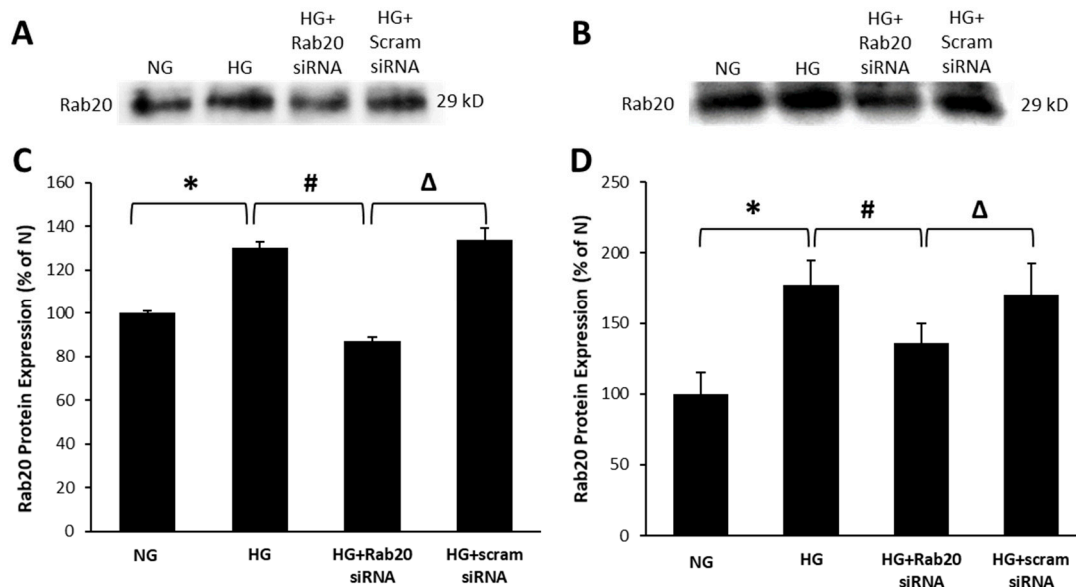 A
NG
HG
HG+
Rab20
siRNA
HG+
Scram
siRNA
Rab20
29 kD
B
NG
HG
HG+
Rab20
siRNA
HG+
Scram
siRNA
Rab20
29 kD
C
Rab20 Protein Expression (% of N)
160
140
120
100
80
60
40
20
0
*
#
Δ
NG
HG
HG+Rab20
siRNA
HG+scram
siRNA
D
Rab20 Protein Expression (% of N)
250
200
150
100
50
0
*
#
Δ
NG
HG
HG+Rab20
siRNA
HG+scram
siRNA